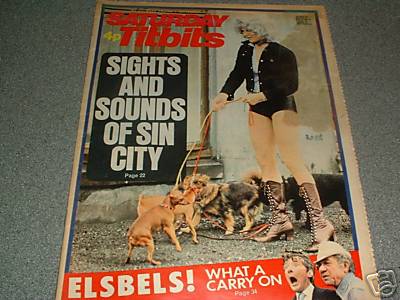 SATURDAY
4p Titbits
SIGHTS
AND
SOUNDS
OF SIN
CITY
Page 22
ELSBELS! WHAT A
CARRY ON
Page 34